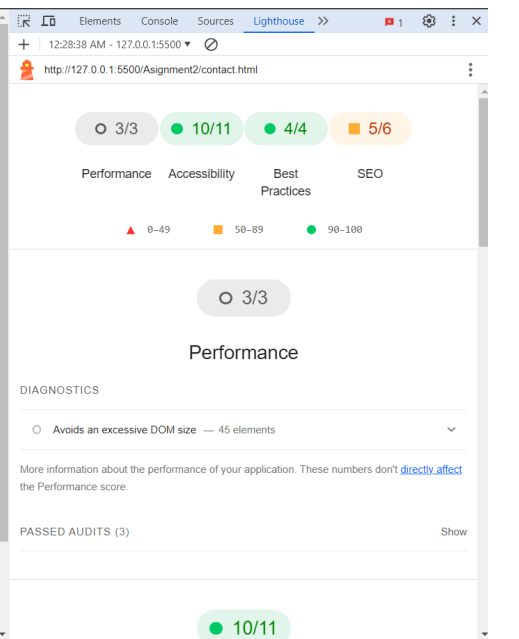 Elements Console Sources Lighthouse 1
12:28:38 AM - 127.0.0.1:5500
http://127.0.0.1:5500/Asignment2/contact.html
3/3 10/11 4/4 5/6
Performance Accessibility Best Practices SEO
0–49 50–89 90–100
3/3
Performance
DIAGNOSTICS
Avoids an excessive DOM size — 45 elements
More information about the performance of your application. These numbers don't directly affect
the Performance score.
PASSED AUDITS (3) Show
10/11